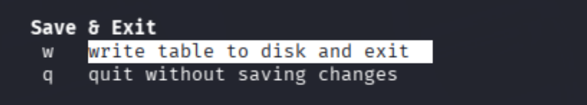 Save & Exit
w write table to disk and exit
q quit without saving changes